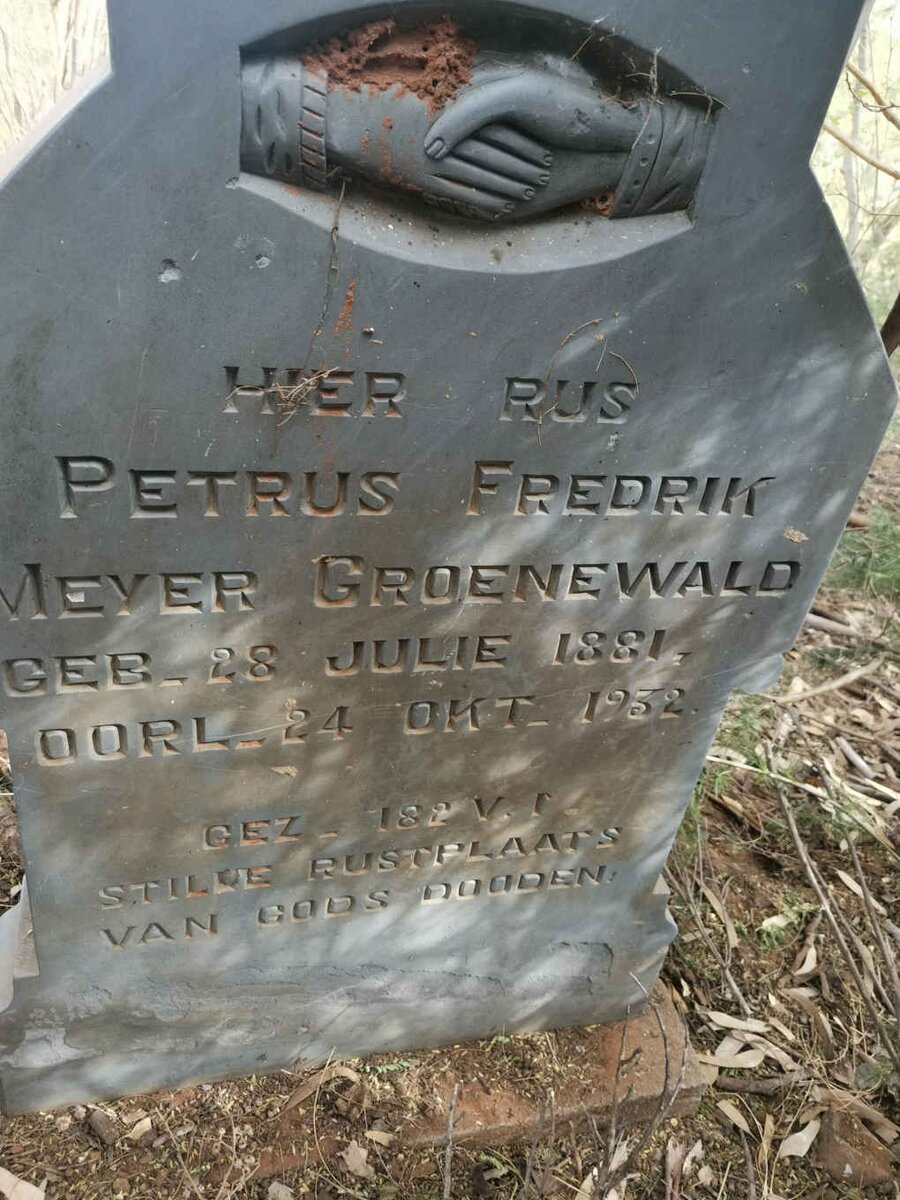 HIER RUS
PETRUS FREDRIK
MEYER GROENEWALD
GEB. 28 JULIE 1881.
OORL. 24 OKT. 1932.
GEZ. 182 V. 1.
STILLE RUSTPLAATS
VAN GODS DOODEN.